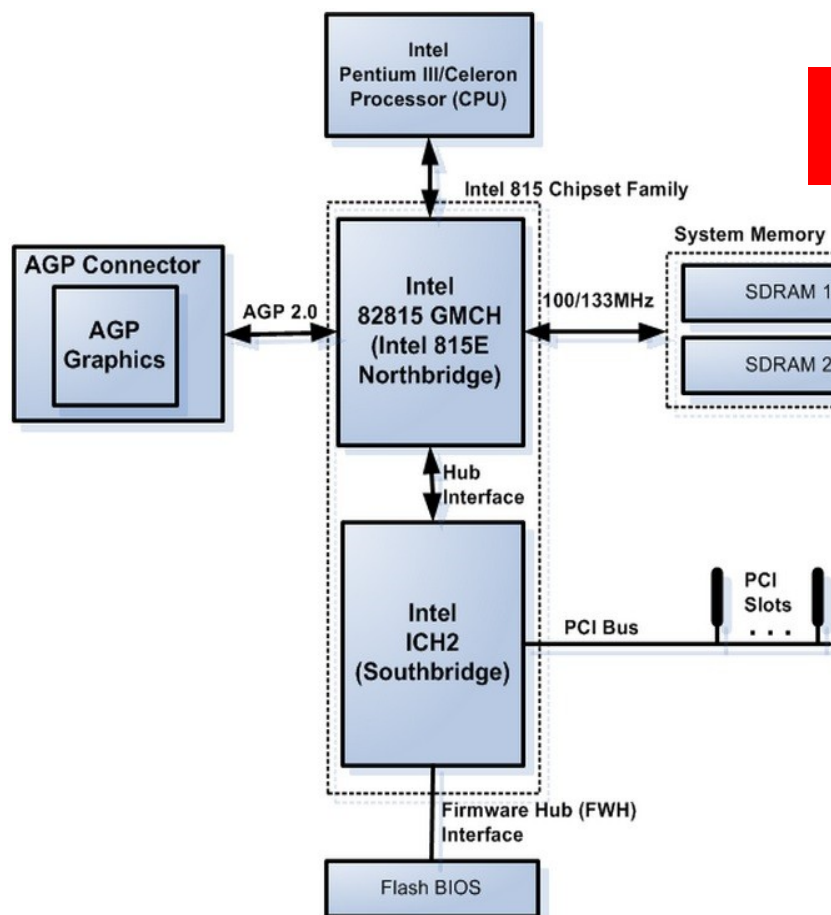 Intel
Pentium III/Celeron
Processor (CPU)
Intel 815 Chipset Family
System Memory
AGP Connector
AGP
Graphics
AGP 2.0
Intel
82815 GMCH
(Intel 815E
Northbridge)
100/133MHz
SDRAM 1
SDRAM 2
Hub
Interface
Intel
ICH2
(Southbridge)
PCI Bus
PCI
Slots
. . .
Firmware Hub (FWH)
Interface
Flash BIOS